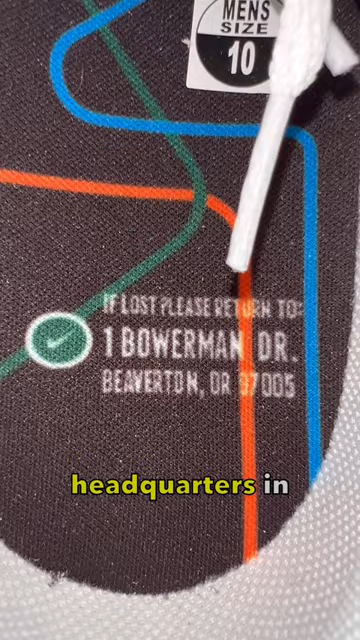 MENS
SIZE
10
IF LOST PLEASE RETURN TO:
1 BOWERMAN DR.
BEAVERTON, OR 97005
headquarters in